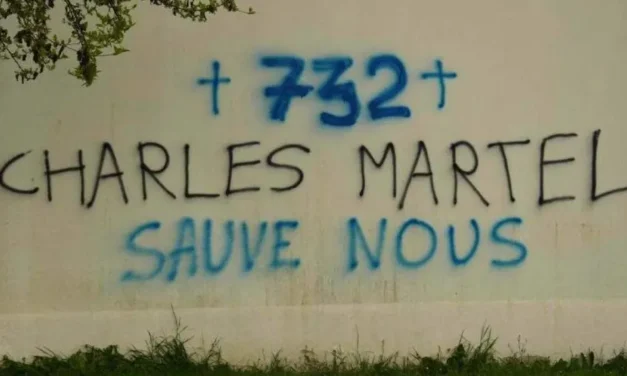 † 732 †
CHARLES MARTEL
SAUVE NOUS